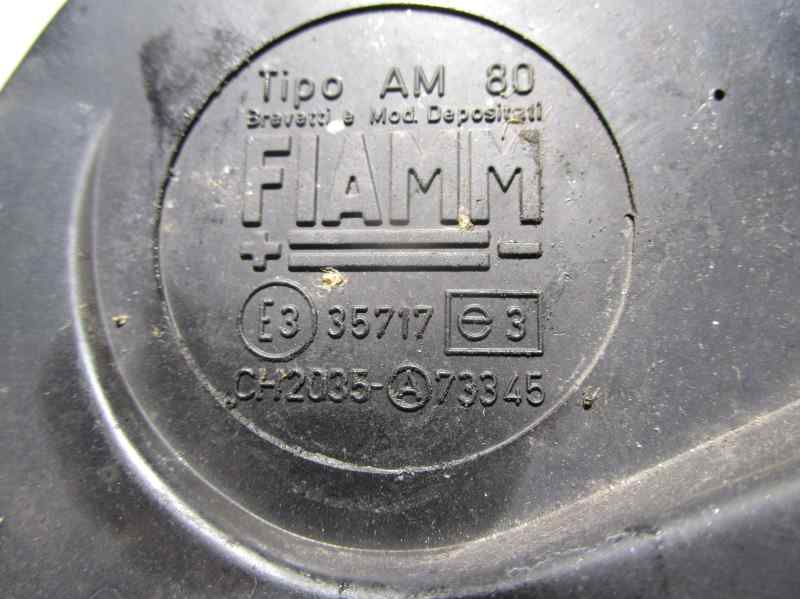 Tipo AM 80
Brevetti e Mod. Depositati
FIAMM
+ -
E3 35717 e 3
CH2035-A73345